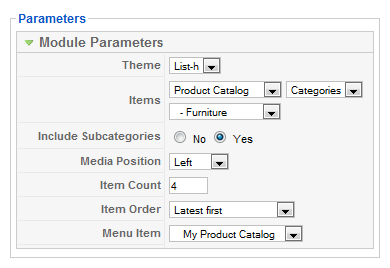 Parameters
Module Parameters
Theme List-h
Items Product Catalog Categories
- Furniture
Include Subcategories No Yes
Media Position Left
Item Count 4
Item Order Latest first
Menu Item My Product Catalog